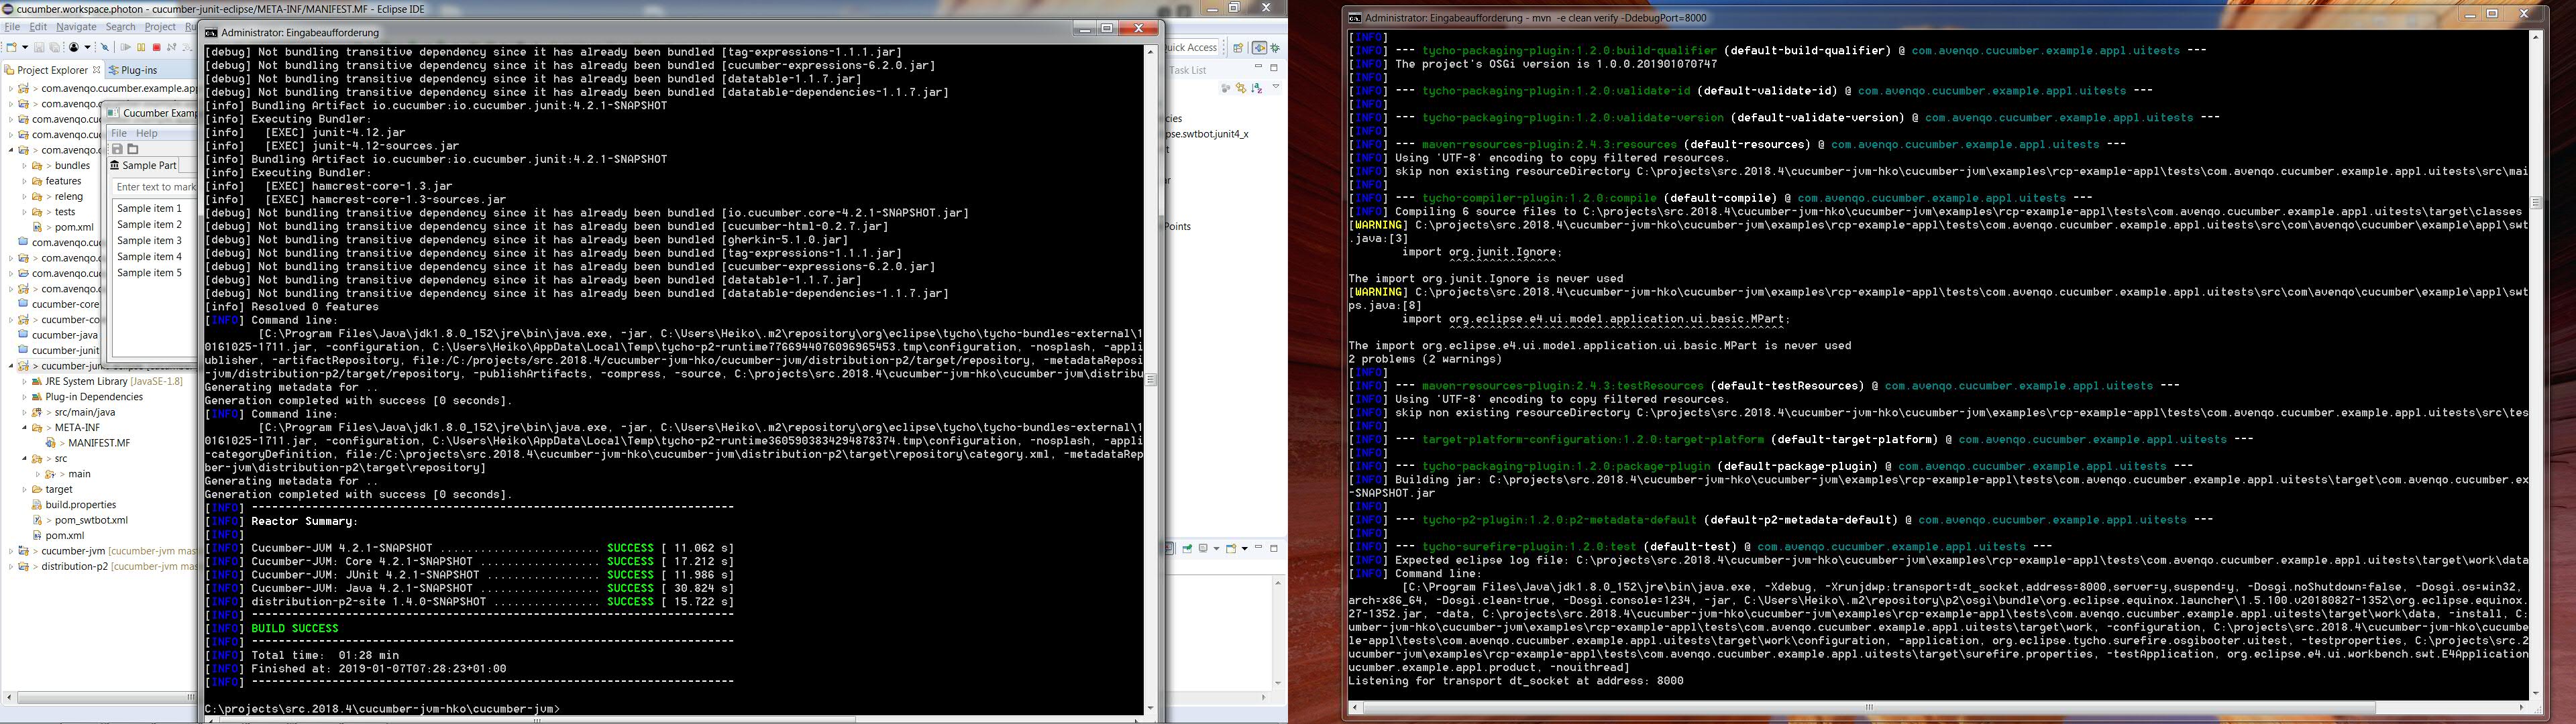 cucumber.workspace.photon - cucumber-junit-eclipse/META-INF/MANIFEST.MF - Eclipse IDE
File Edit Navigate Search Project Ru
Quick Access
Project Explorer
Plug-ins
Task List
> com.avenqo.cucumber.example.app
> com.avenqo.
> com.avenqo.cu
> com.avenqo.cu
> com.avenqo.c
> bundles
> features
> releng
> tests
> pom.xml
com.avenqo.cuc
> com.avenqo.cu
com.avenqo.cuc
> com.avenqo.cu
cucumber-core
> cucumber-co
cucumber-java
cucumber-junit
JRE System Library [JavaSE-1.8]
Plug-in Dependencies
> src/main/java
> META-INF
> MANIFEST.MF
> src
> main
target
build.properties
> pom_swtbot.xml
pom.xml
> cucumber-jvm [cucumber-jvm mas
> distribution-p2 [cucumber-jvm mas
Cucumber Examp
File Help
Sample Part
Enter text to mark
Sample item 1
Sample item 2
Sample item 3
Sample item 4
Sample item 5
cies
pse.swtbot.junit4_x
t
ar
Points
Administrator: Eingabeaufforderung
[debug] Not bundling transitive dependency since it has already been bundled [tag-expressions-1.1.1.jar]
[debug] Not bundling transitive dependency since it has already been bundled [cucumber-expressions-6.2.0.jar]
[debug] Not bundling transitive dependency since it has already been bundled [datatable-1.1.7.jar]
[debug] Not bundling transitive dependency since it has already been bundled [datatable-dependencies-1.1.7.jar]
[info] Bundling Artifact io.cucumber:io.cucumber.junit:4.2.1-SNAPSHOT
[info] Executing Bundler:
[info]   [EXEC] junit-4.12.jar
[info]   [EXEC] junit-4.12-sources.jar
[info] Bundling Artifact io.cucumber:io.cucumber.junit:4.2.1-SNAPSHOT
[info] Executing Bundler:
[info]   [EXEC] hamcrest-core-1.3.jar
[info]   [EXEC] hamcrest-core-1.3-sources.jar
[debug] Not bundling transitive dependency since it has already been bundled [io.cucumber.core-4.2.1-SNAPSHOT.jar]
[debug] Not bundling transitive dependency since it has already been bundled [cucumber-html-0.2.7.jar]
[debug] Not bundling transitive dependency since it has already been bundled [gherkin-5.1.0.jar]
[debug] Not bundling transitive dependency since it has already been bundled [tag-expressions-1.1.1.jar]
[debug] Not bundling transitive dependency since it has already been bundled [cucumber-expressions-6.2.0.jar]
[debug] Not bundling transitive dependency since it has already been bundled [datatable-1.1.7.jar]
[debug] Not bundling transitive dependency since it has already been bundled [datatable-dependencies-1.1.7.jar]
[info] Resolved 0 features
[INFO] Command line:
[C:\Program Files\Java\jdk1.8.0_152\jre\bin\java.exe, -jar, C:\Users\Heiko\.m2\repository\org\eclipse\tycho\tycho-bundles-external\1
0161025-1711.jar, -configuration, C:\Users\Heiko\AppData\Local\Temp\tycho-p2-runtime7766944076096965453.tmp\configuration, -nosplash, -appli
ublisher, -artifactRepository, file:/C:/projects/src.2018.4/cucumber-jvm-hko/cucumber-jvm/distribution-p2/target/repository, -metadataReposi
-jvm/distribution-p2/target/repository, -publishArtifacts, -compress, -source, C:\projects\src.2018.4\cucumber-jvm-hko\cucumber-jvm\distribu
Generating metadata for ..
Generation completed with success [0 seconds].
[INFO] Command line:
[C:\Program Files\Java\jdk1.8.0_152\jre\bin\java.exe, -jar, C:\Users\Heiko\.m2\repository\org\eclipse\tycho\tycho-bundles-external\1
0161025-1711.jar, -configuration, C:\Users\Heiko\AppData\Local\Temp\tycho-p2-runtime3605903834294878374.tmp\configuration, -nosplash, -appli
-categoryDefinition, file:/C:\projects\src.2018.4\cucumber-jvm-hko\cucumber-jvm\distribution-p2\target\repository\category.xml, -metadataRep
ber-jvm\distribution-p2\target\repository]
Generating metadata for ..
Generation completed with success [0 seconds].
[INFO] ------------------------------------------------------------------------
[INFO] Reactor Summary:
[INFO]
[INFO] Cucumber-JVM 4.2.1-SNAPSHOT ........................ SUCCESS [ 11.062 s]
[INFO] Cucumber-JVM: Core 4.2.1-SNAPSHOT .................. SUCCESS [ 17.212 s]
[INFO] Cucumber-JVM: JUnit 4.2.1-SNAPSHOT ................. SUCCESS [ 11.986 s]
[INFO] Cucumber-JVM: Java 4.2.1-SNAPSHOT .................. SUCCESS [ 30.824 s]
[INFO] distribution-p2-site 1.4.0-SNAPSHOT ................ SUCCESS [ 15.722 s]
[INFO] ------------------------------------------------------------------------
[INFO] BUILD SUCCESS
[INFO] ------------------------------------------------------------------------
[INFO] Total time:  01:28 min
[INFO] Finished at: 2019-01-07T07:28:23+01:00
[INFO] ------------------------------------------------------------------------
C:\projects\src.2018.4\cucumber-jvm-hko\cucumber-jvm>
Administrator: Eingabeaufforderung - mvn  -e clean verify -DdebugPort=8000
[INFO]
[INFO] --- tycho-packaging-plugin:1.2.0:build-qualifier (default-build-qualifier) @ com.avenqo.cucumber.example.appl.uitests ---
[INFO] The project's OSGi version is 1.0.0.201901070747
[INFO]
[INFO] --- tycho-packaging-plugin:1.2.0:validate-id (default-validate-id) @ com.avenqo.cucumber.example.appl.uitests ---
[INFO]
[INFO] --- tycho-packaging-plugin:1.2.0:validate-version (default-validate-version) @ com.avenqo.cucumber.example.appl.uitests ---
[INFO]
[INFO] --- maven-resources-plugin:2.4.3:resources (default-resources) @ com.avenqo.cucumber.example.appl.uitests ---
[INFO] Using 'UTF-8' encoding to copy filtered resources.
[INFO] skip non existing resourceDirectory C:\projects\src.2018.4\cucumber-jvm-hko\cucumber-jvm\examples\rcp-example-appl\tests\com.avenqo.cucumber.example.appl.uitests\src\mai
[INFO]
[INFO] --- tycho-compiler-plugin:1.2.0:compile (default-compile) @ com.avenqo.cucumber.example.appl.uitests ---
[INFO] Compiling 6 source files to C:\projects\src.2018.4\cucumber-jvm-hko\cucumber-jvm\examples\rcp-example-appl\tests\com.avenqo.cucumber.example.appl.uitests\target\classes
[WARNING] C:\projects\src.2018.4\cucumber-jvm-hko\cucumber-jvm\examples\rcp-example-appl\tests\com.avenqo.cucumber.example.appl.uitests\src\com\avenqo\cucumber\example\appl\swt
.java:[3]
import org.junit.Ignore;
^^^^^^^^^^^^^^^^
The import org.junit.Ignore is never used
[WARNING] C:\projects\src.2018.4\cucumber-jvm-hko\cucumber-jvm\examples\rcp-example-appl\tests\com.avenqo.cucumber.example.appl.uitests\src\com\avenqo\cucumber\example\appl\swt
ps.java:[8]
import org.eclipse.e4.ui.model.application.ui.basic.MPart;
^^^^^^^^^^^^^^^^^^^^^^^^^^^^^^^^^^^^^^^^^^^^^^^^^^
The import org.eclipse.e4.ui.model.application.ui.basic.MPart is never used
2 problems (2 warnings)
[INFO]
[INFO] --- maven-resources-plugin:2.4.3:testResources (default-testResources) @ com.avenqo.cucumber.example.appl.uitests ---
[INFO] Using 'UTF-8' encoding to copy filtered resources.
[INFO] skip non existing resourceDirectory C:\projects\src.2018.4\cucumber-jvm-hko\cucumber-jvm\examples\rcp-example-appl\tests\com.avenqo.cucumber.example.appl.uitests\src\tes
[INFO]
[INFO] --- target-platform-configuration:1.2.0:target-platform (default-target-platform) @ com.avenqo.cucumber.example.appl.uitests ---
[INFO]
[INFO] --- tycho-packaging-plugin:1.2.0:package-plugin (default-package-plugin) @ com.avenqo.cucumber.example.appl.uitests ---
[INFO] Building jar: C:\projects\src.2018.4\cucumber-jvm-hko\cucumber-jvm\examples\rcp-example-appl\tests\com.avenqo.cucumber.example.appl.uitests\target\com.avenqo.cucumber.ex
-SNAPSHOT.jar
[INFO]
[INFO] --- tycho-p2-plugin:1.2.0:p2-metadata-default (default-p2-metadata-default) @ com.avenqo.cucumber.example.appl.uitests ---
[INFO]
[INFO] --- tycho-surefire-plugin:1.2.0:test (default-test) @ com.avenqo.cucumber.example.appl.uitests ---
[INFO] Expected eclipse log file: C:\projects\src.2018.4\cucumber-jvm-hko\cucumber-jvm\examples\rcp-example-appl\tests\com.avenqo.cucumber.example.appl.uitests\target\work\data
[INFO] Command line:
[C:\Program Files\Java\jdk1.8.0_152\jre\bin\java.exe, -Xdebug, -Xrunjdwp:transport=dt_socket,address=8000,server=y,suspend=y, -Dosgi.noShutdown=false, -Dosgi.os=win32,
arch=x86_64, -Dosgi.clean=true, -Dosgi.console=1234, -jar, C:\Users\Heiko\.m2\repository\p2\osgi\bundle\org.eclipse.equinox.launcher\1.5.100.v20180827-1352\org.eclipse.equinox.
27-1352.jar, -data, C:\projects\src.2018.4\cucumber-jvm-hko\cucumber-jvm\examples\rcp-example-appl\tests\com.avenqo.cucumber.example.appl.uitests\target\work\data, -install, C:
umber-jvm-hko\cucumber-jvm\examples\rcp-example-appl\tests\com.avenqo.cucumber.example.appl.uitests\target\work, -configuration, C:\projects\src.2018.4\cucumber-jvm-hko\cucumbe
le-appl\tests\com.avenqo.cucumber.example.appl.uitests\target\work\configuration, -application, org.eclipse.tycho.surefire.osgibooter.uitest, -testproperties, C:\projects\src.2
cumber-jvm\examples\rcp-example-appl\tests\com.avenqo.cucumber.example.appl.uitests\target\surefire.properties, -testApplication, org.eclipse.e4.ui.workbench.swt.E4Application
ucumber.example.appl.product, -nouithread]
Listening for transport dt_socket at address: 8000